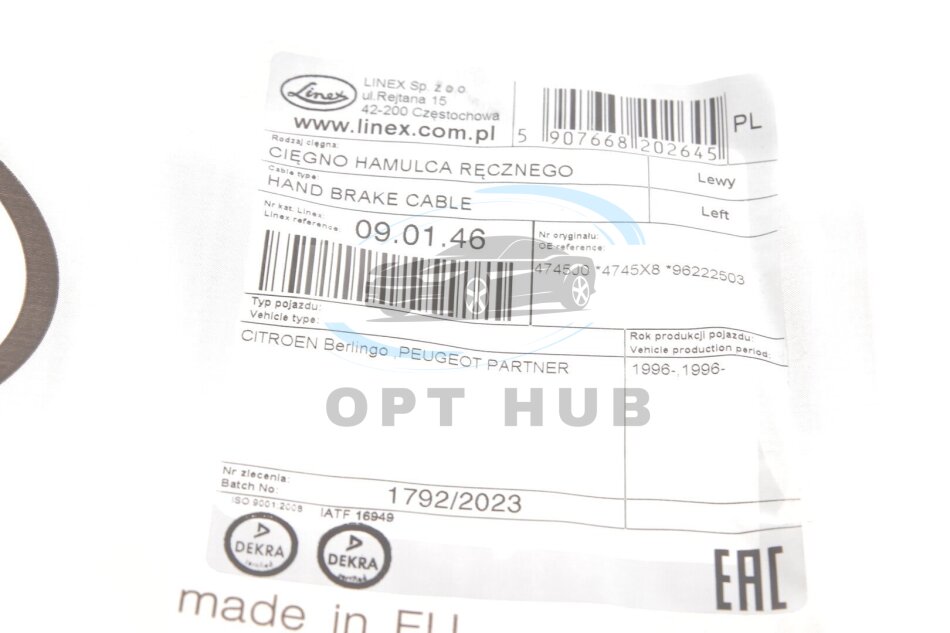 Linex
LINEX Sp. z o.o.
ul.Rejtana 15
42-200 Częstochowa
www.linex.com.pl
5 907668 202645
PL
Rodzaj cięgna:
CIĘGNO HAMULCA RĘCZNEGO
Lewy
Cable type:
HAND BRAKE CABLE
Left
Nr kat. Linex:
Linex reference:
09.01.46
Nr oryginału:
OE reference:
4745J0 *4745X8 *96222503
Typ pojazdu:
Vehicle type:
CITROEN Berlingo ,PEUGEOT PARTNER
Rok produkcji pojazdu:
Vehicle production period:
1996-,1996-
OPT HUB
Nr zlecenia:
Batch No:
1792/2023
ISO 9001:2008
IATF 16949
DEKRA
DEKRA
EAC
made in EU